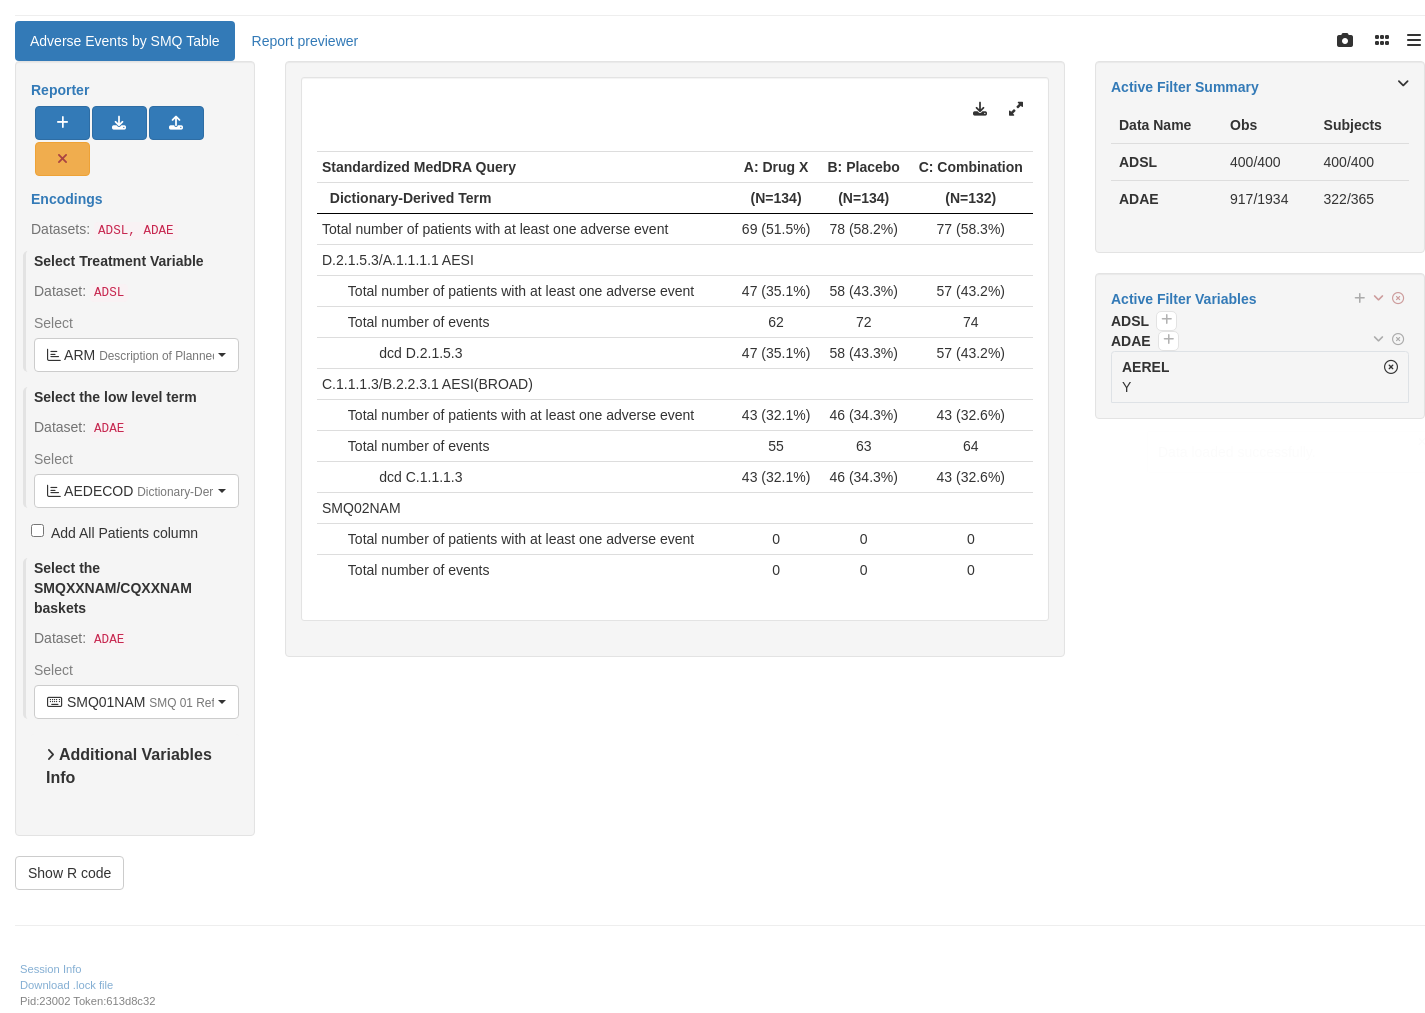 Adverse Events by SMQ Table
Report previewer
Reporter
Encodings
Datasets: ADSL, ADAE
Select Treatment Variable
Dataset: ADSL
Select
ARM Description of Planned
Select the low level term
Dataset: ADAE
Select
AEDECOD Dictionary-Der
Add All Patients column
Select the
SMQXXNAM/CQXXNAM
baskets
Dataset: ADAE
Select
SMQ01NAM SMQ 01 Ref
Additional Variables
Info
Show R code
Standardized MedDRA Query A: Drug X B: Placebo C: Combination
Dictionary-Derived Term (N=134) (N=134) (N=132)
Total number of patients with at least one adverse event 69 (51.5%) 78 (58.2%) 77 (58.3%)
D.2.1.5.3/A.1.1.1.1 AESI
Total number of patients with at least one adverse event 47 (35.1%) 58 (43.3%) 57 (43.2%)
Total number of events 62 72 74
dcd D.2.1.5.3 47 (35.1%) 58 (43.3%) 57 (43.2%)
C.1.1.1.3/B.2.2.3.1 AESI(BROAD)
Total number of patients with at least one adverse event 43 (32.1%) 46 (34.3%) 43 (32.6%)
Total number of events 55 63 64
dcd C.1.1.1.3 43 (32.1%) 46 (34.3%) 43 (32.6%)
SMQ02NAM
Total number of patients with at least one adverse event 0 0 0
Total number of events 0 0 0
Active Filter Summary
Data Name Obs Subjects
ADSL 400/400 400/400
ADAE 917/1934 322/365
Active Filter Variables
ADSL
ADAE
AEREL
Y
Session Info
Download .lock file
Pid:23002 Token:613d8c32